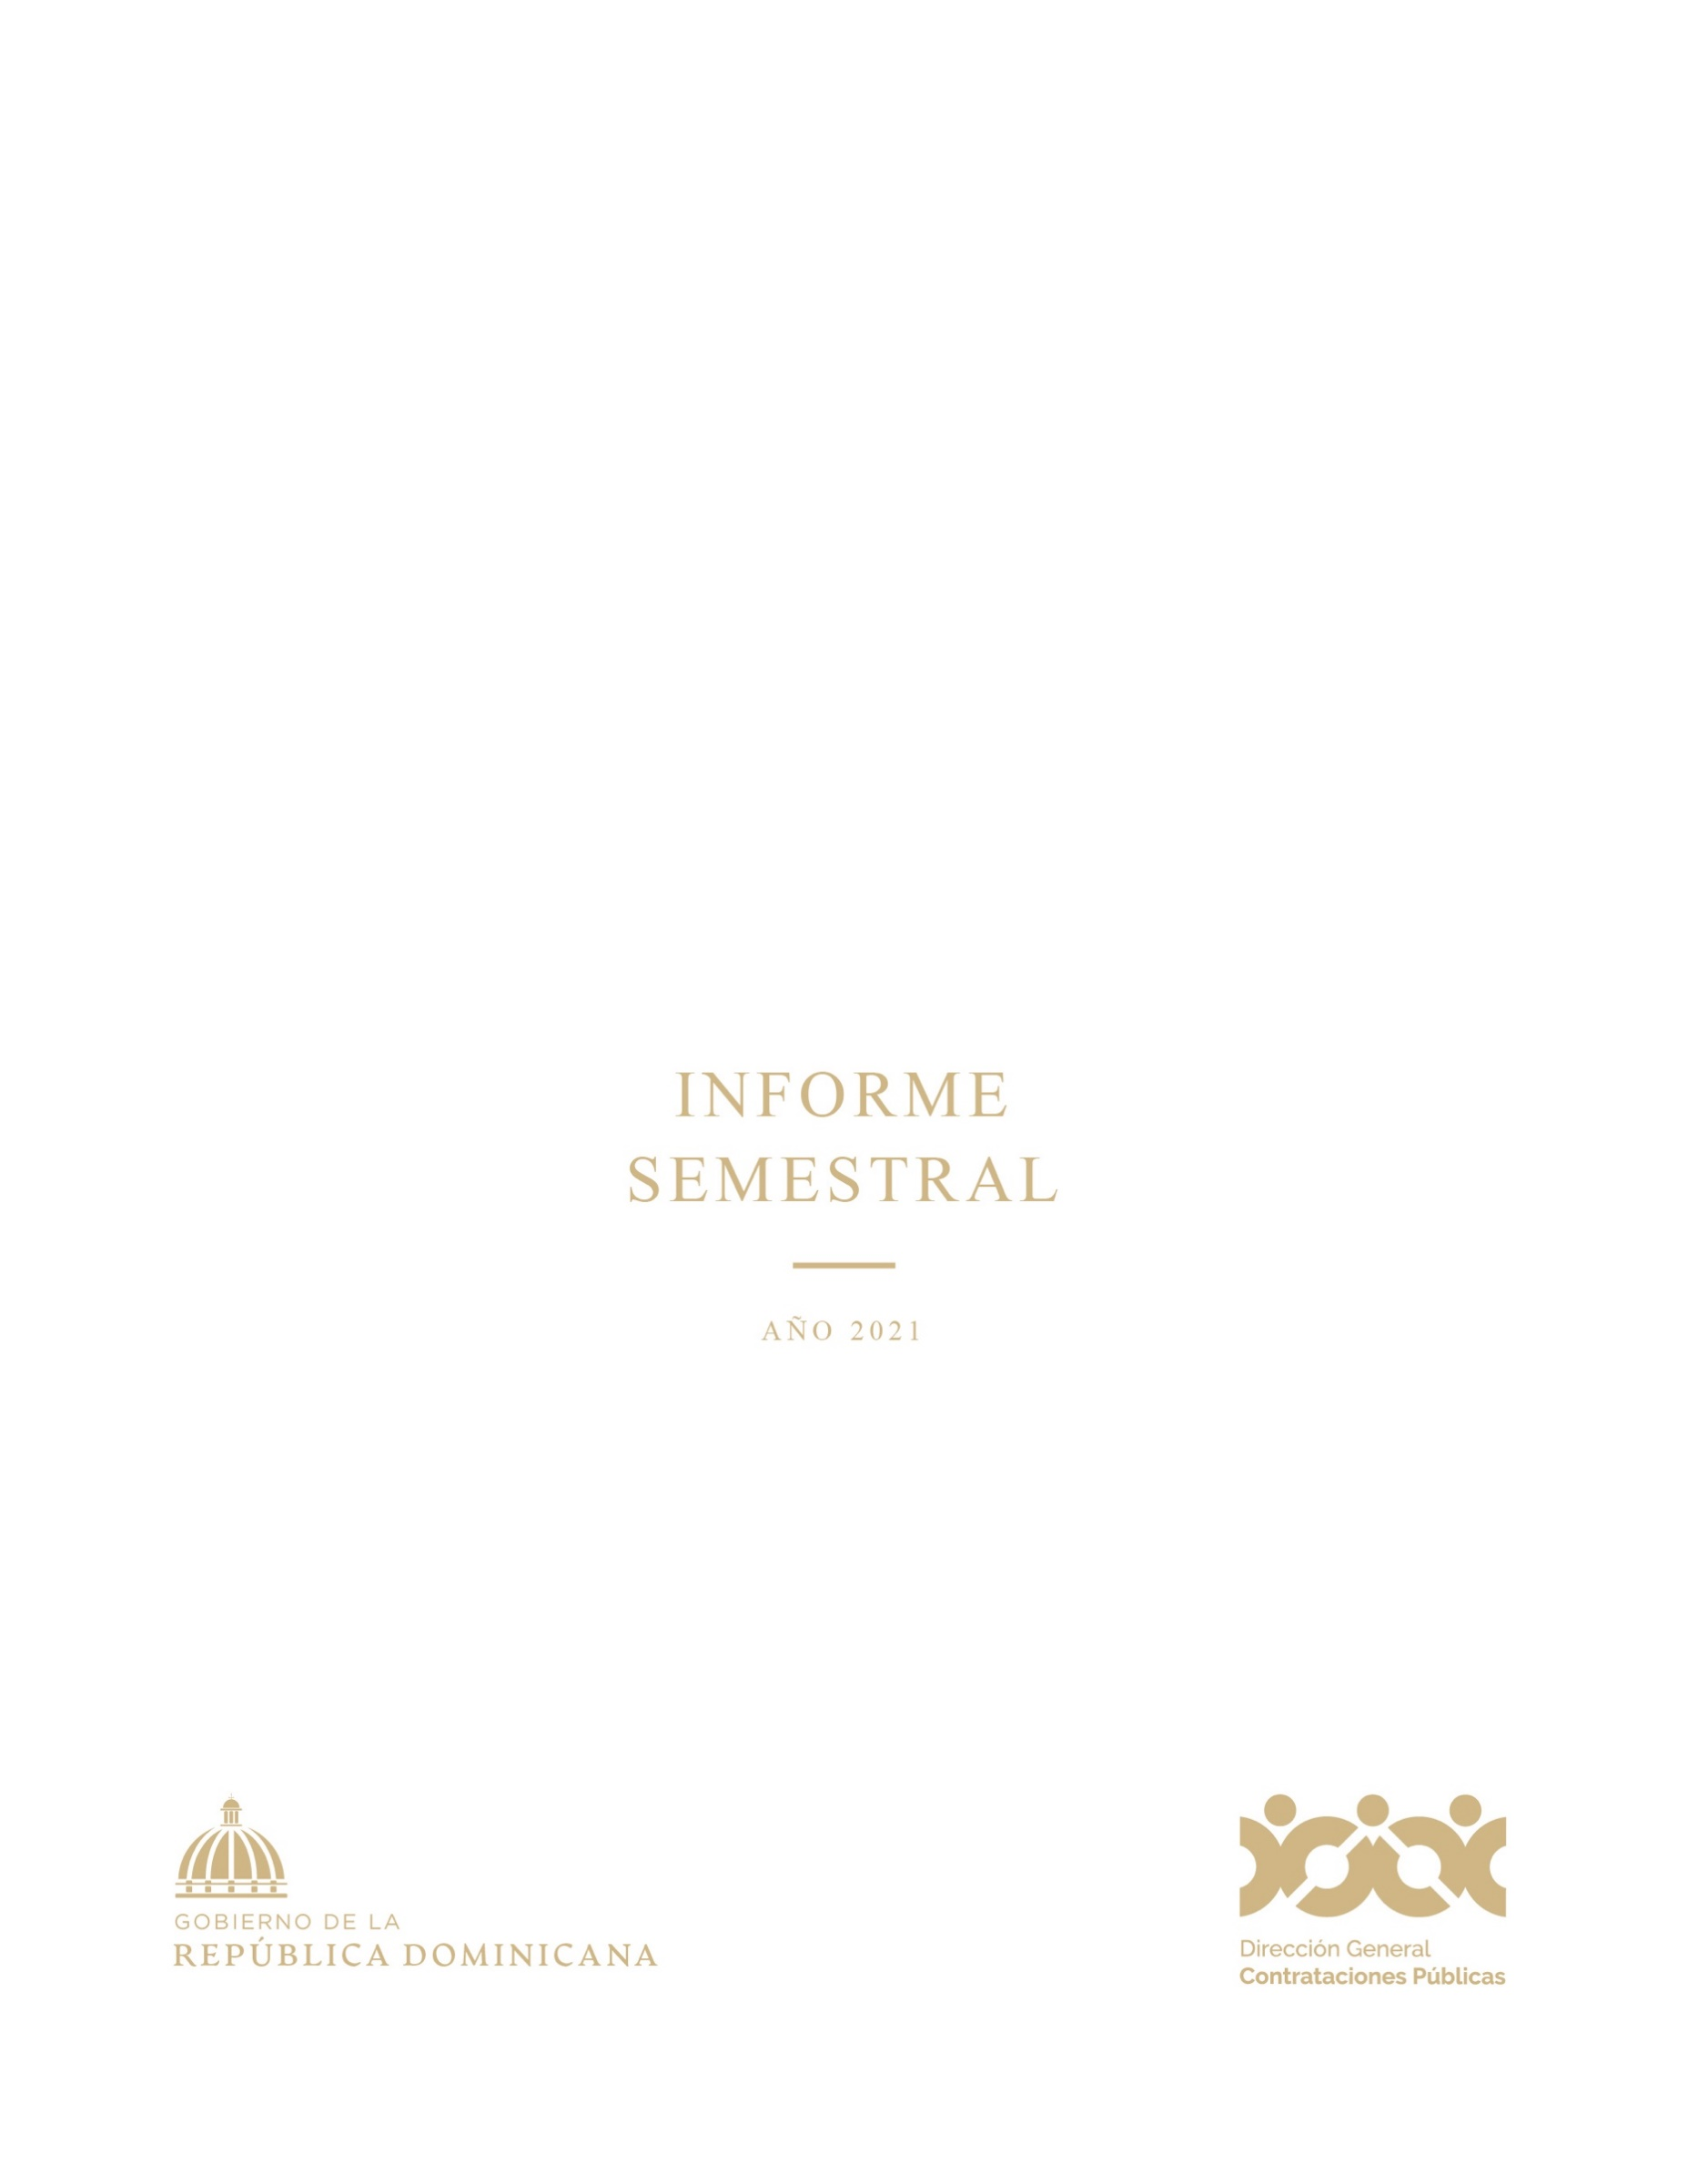 INFORME
SEMESTRAL
AÑO 2021
GOBIERNO DE LA
REPÚBLICA DOMINICANA
Dirección General
Contrataciones Públicas